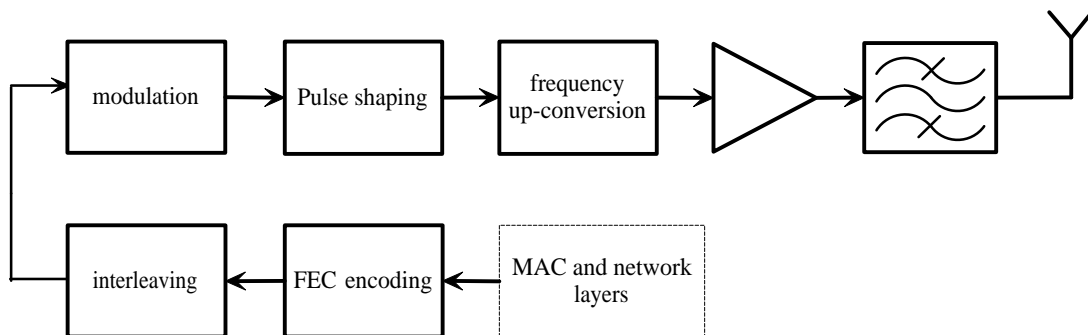 modulation
Pulse shaping
frequency
up-conversion
interleaving
FEC encoding
MAC and network
layers